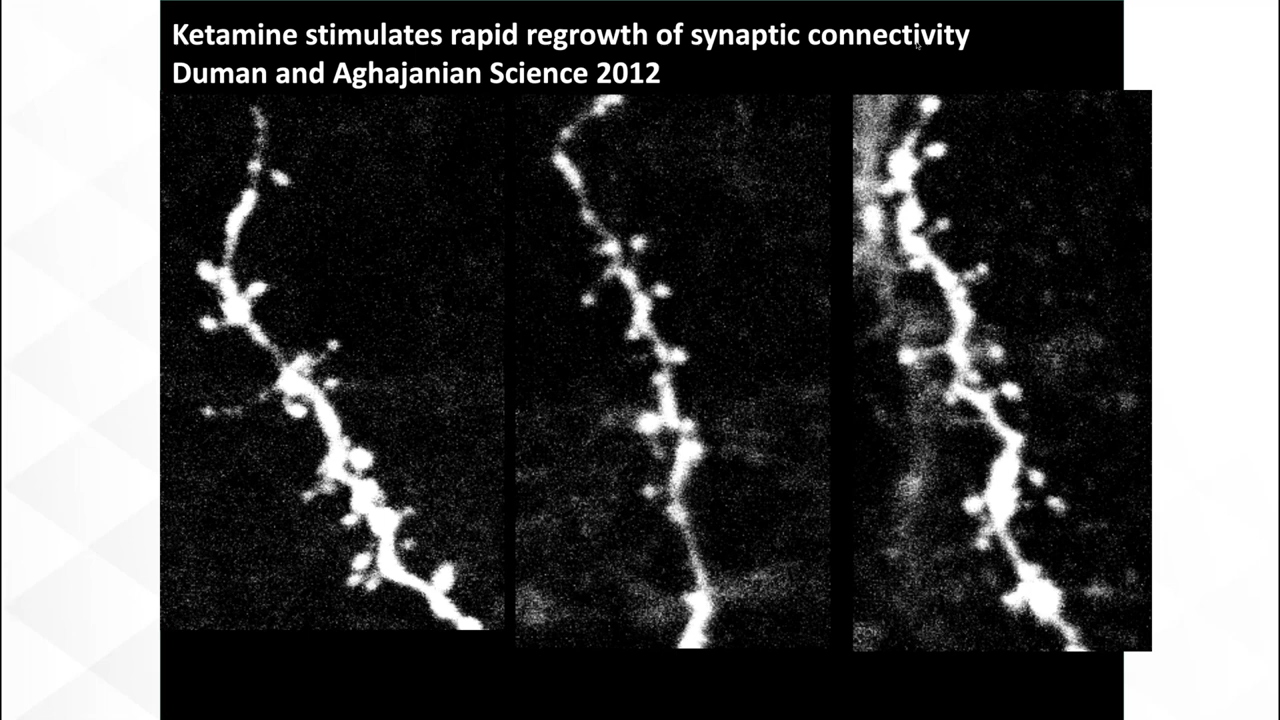 Ketamine stimulates rapid regrowth of synaptic connectivity
Duman and Aghajanian Science 2012